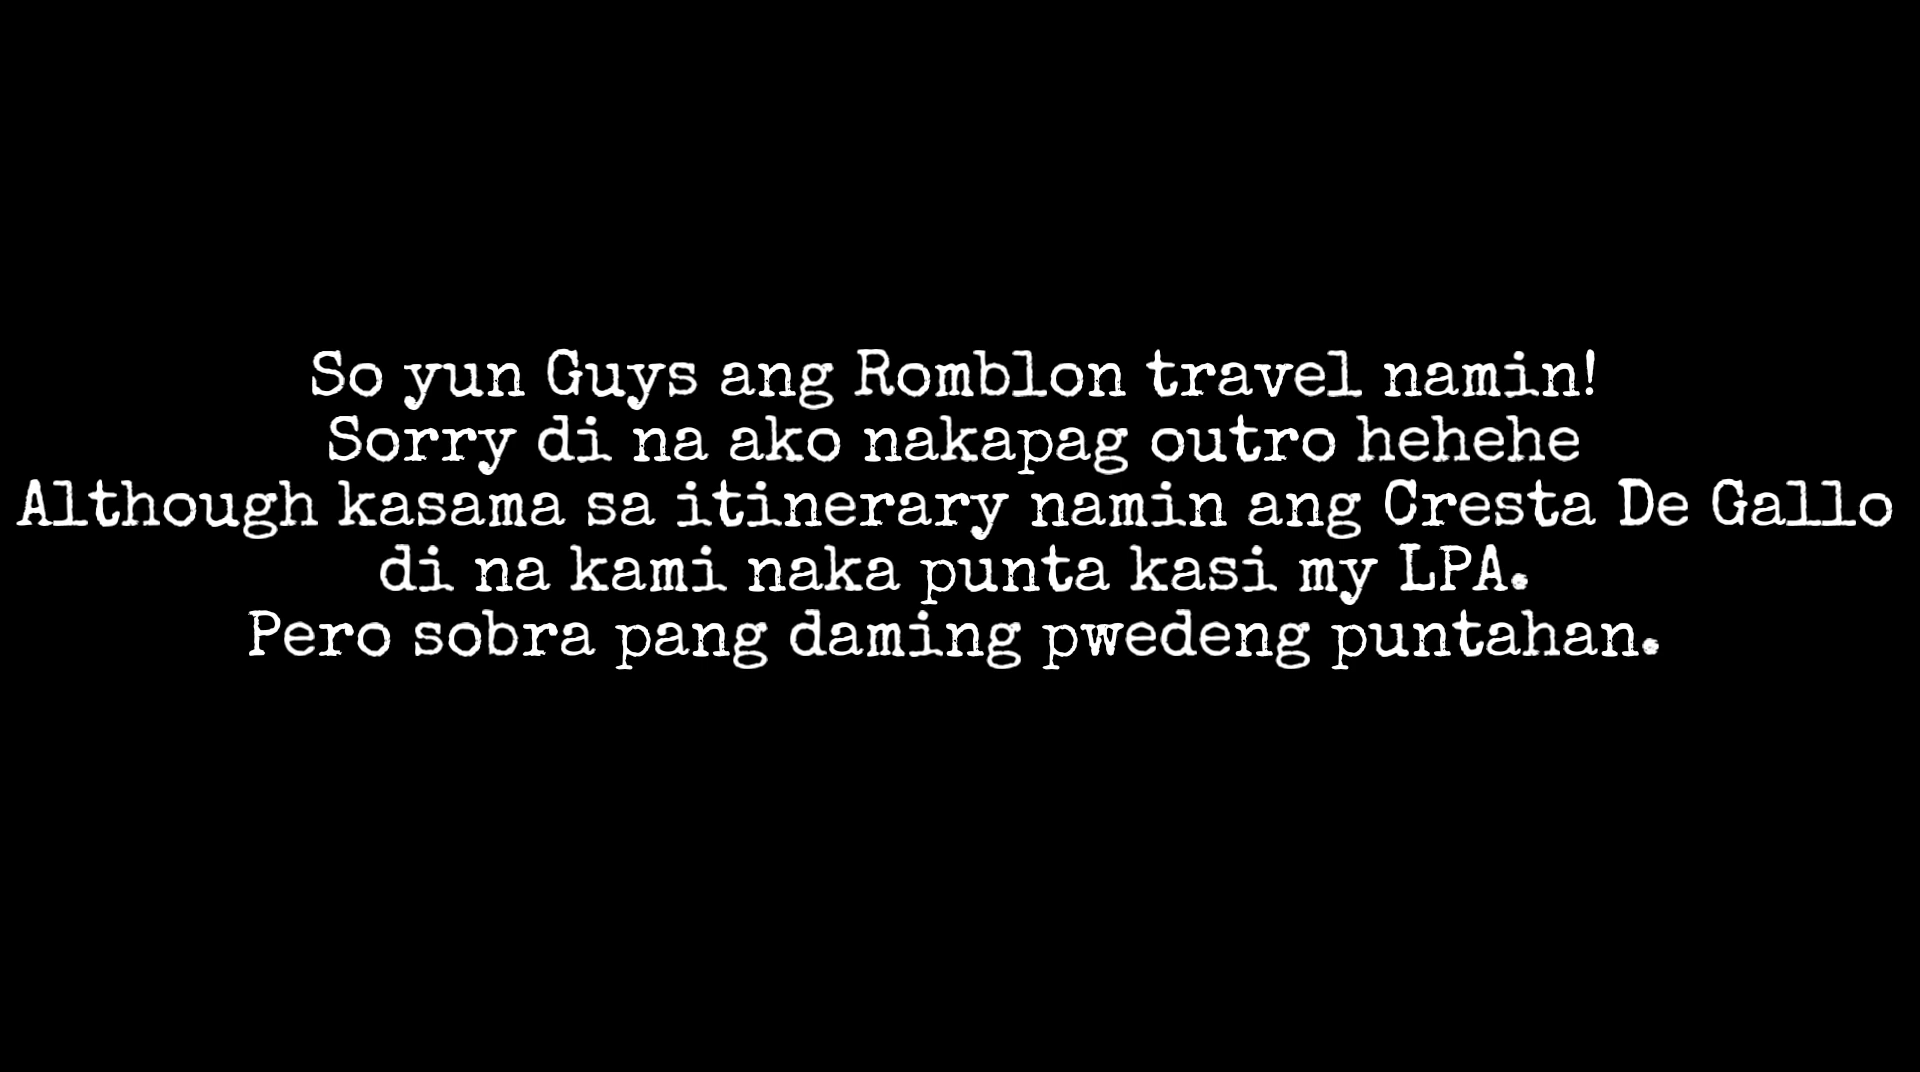 So yun Guys ang Romblon travel namin!
Sorry di na ako nakapag outro hehehe
Although kasama sa itinerary namin ang Cresta De Gallo
di na kami naka punta kasi my LPA.
Pero sobra pang daming pwedeng puntahan.